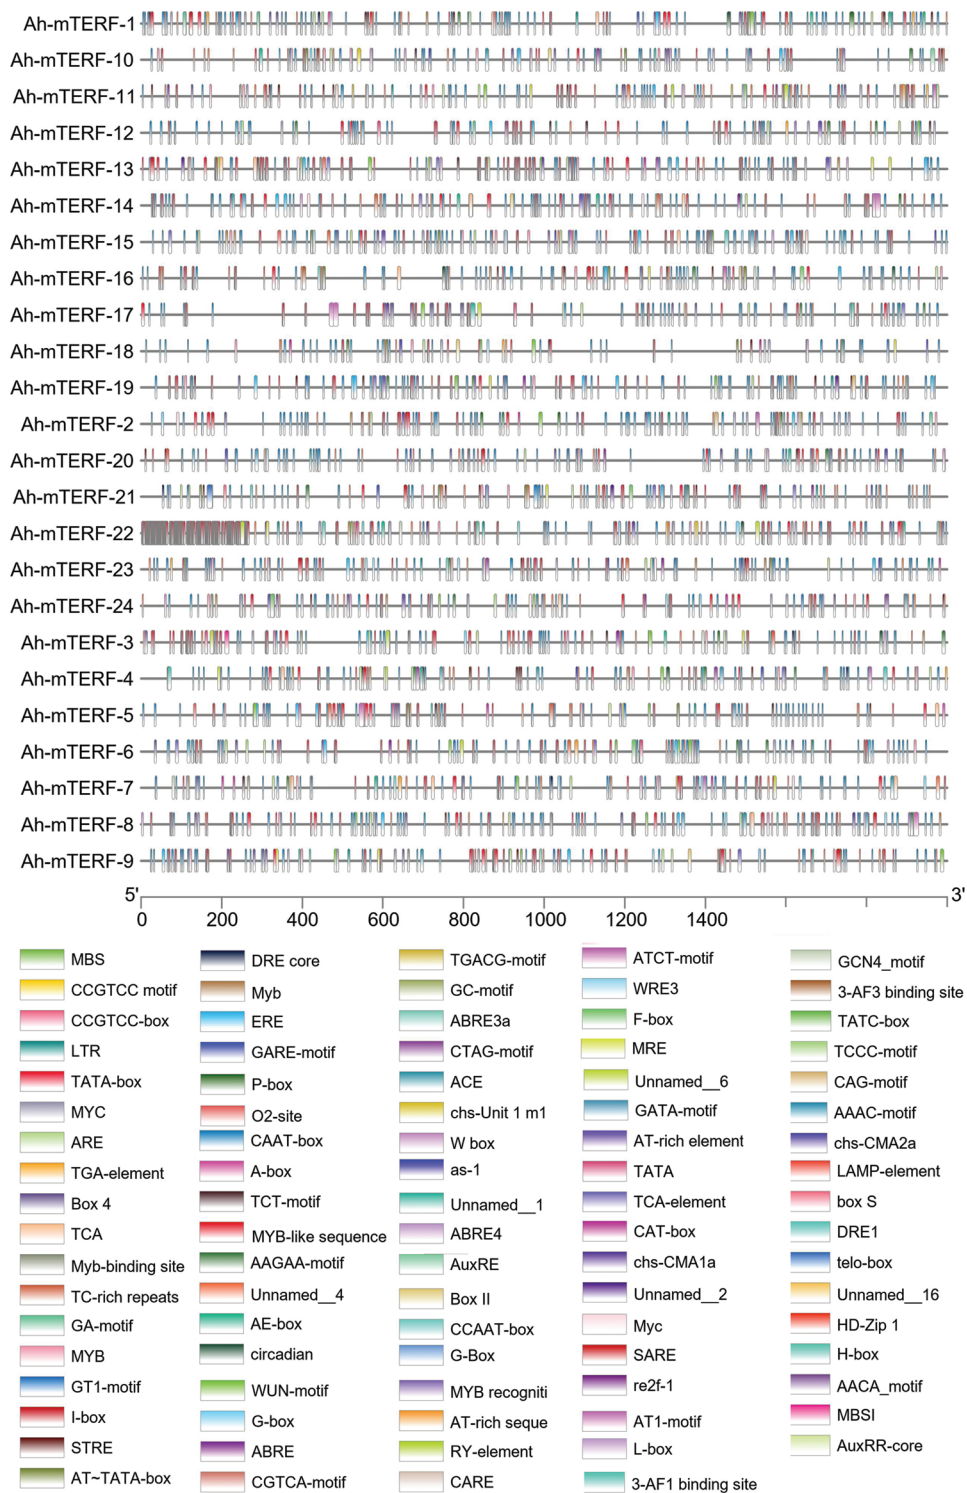 Ah-mTERF-1
Ah-mTERF-10
Ah-mTERF-11
Ah-mTERF-12
Ah-mTERF-13
Ah-mTERF-14
Ah-mTERF-15
Ah-mTERF-16
Ah-mTERF-17
Ah-mTERF-18
Ah-mTERF-19
Ah-mTERF-2
Ah-mTERF-20
Ah-mTERF-21
Ah-mTERF-22
Ah-mTERF-23
Ah-mTERF-24
Ah-mTERF-3
Ah-mTERF-4
Ah-mTERF-5
Ah-mTERF-6
Ah-mTERF-7
Ah-mTERF-8
Ah-mTERF-9
5' 3'
0 200 400 600 800 1000 1200 1400
MBS
CCGTCC motif
CCGTCC-box
LTR
TATA-box
MYC
ARE
TGA-element
Box 4
TCA
Myb-binding site
TC-rich repeats
GA-motif
MYB
GT1-motif
I-box
STRE
AT~TATA-box
DRE core
Myb
ERE
GARE-motif
P-box
O2-site
CAAT-box
A-box
TCT-motif
MYB-like sequence
AAGAA-motif
Unnamed__4
AE-box
circadian
WUN-motif
G-box
ABRE
CGTCA-motif
TGACG-motif
GC-motif
ABRE3a
CTAG-motif
ACE
chs-Unit 1 m1
W box
as-1
Unnamed__1
ABRE4
AuxRE
Box II
CCAAT-box
G-Box
MYB recogniti
AT-rich seque
RY-element
CARE
ATCT-motif
WRE3
F-box
MRE
Unnamed__6
GATA-motif
AT-rich element
TATA
TCA-element
CAT-box
chs-CMA1a
Unnamed__2
Myc
SARE
re2f-1
AT1-motif
L-box
3-AF1 binding site
GCN4_motif
3-AF3 binding site
TATC-box
TCCC-motif
CAG-motif
AAAC-motif
chs-CMA2a
LAMP-element
box S
DRE1
telo-box
Unnamed__16
HD-Zip 1
H-box
AACA_motif
MBSI
AuxRR-core